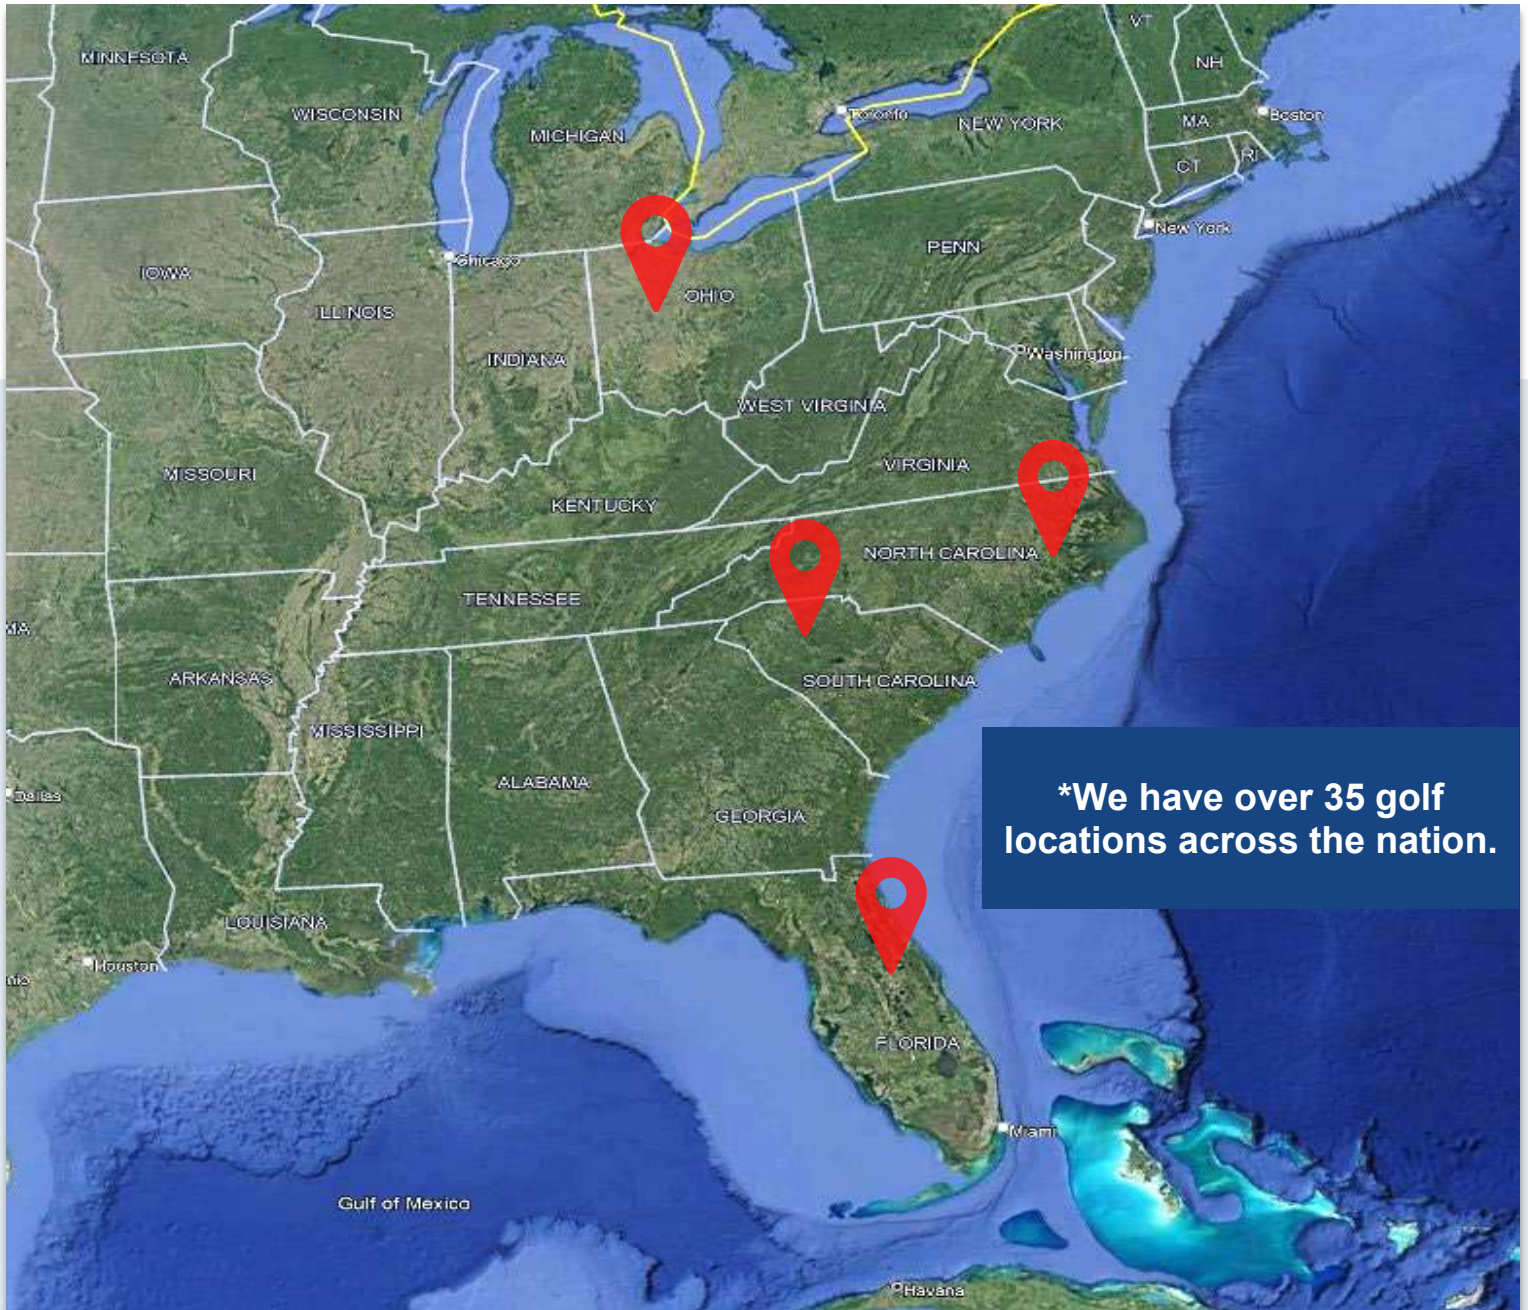 VT
MINNESOTA
NH
WISCONSIN
Toronto
MICHIGAN
NEW YORK
MA
Boston
CT
RI
New York
PENN
Chicago
IOWA
OHIO
ILLINOIS
INDIANA
Washington
WEST VIRGINIA
MISSOURI
VIRGINIA
KENTUCKY
NORTH CAROLINA
TENNESSEE
MA
ARKANSAS
SOUTH CAROLINA
MISSISSIPPI
ALABAMA
Dallas
GEORGIA
*We have over 35 golf
locations across the nation.
LOUISIANA
Houston
nio
FLORIDA
Miami
Gulf of Mexico
Havana